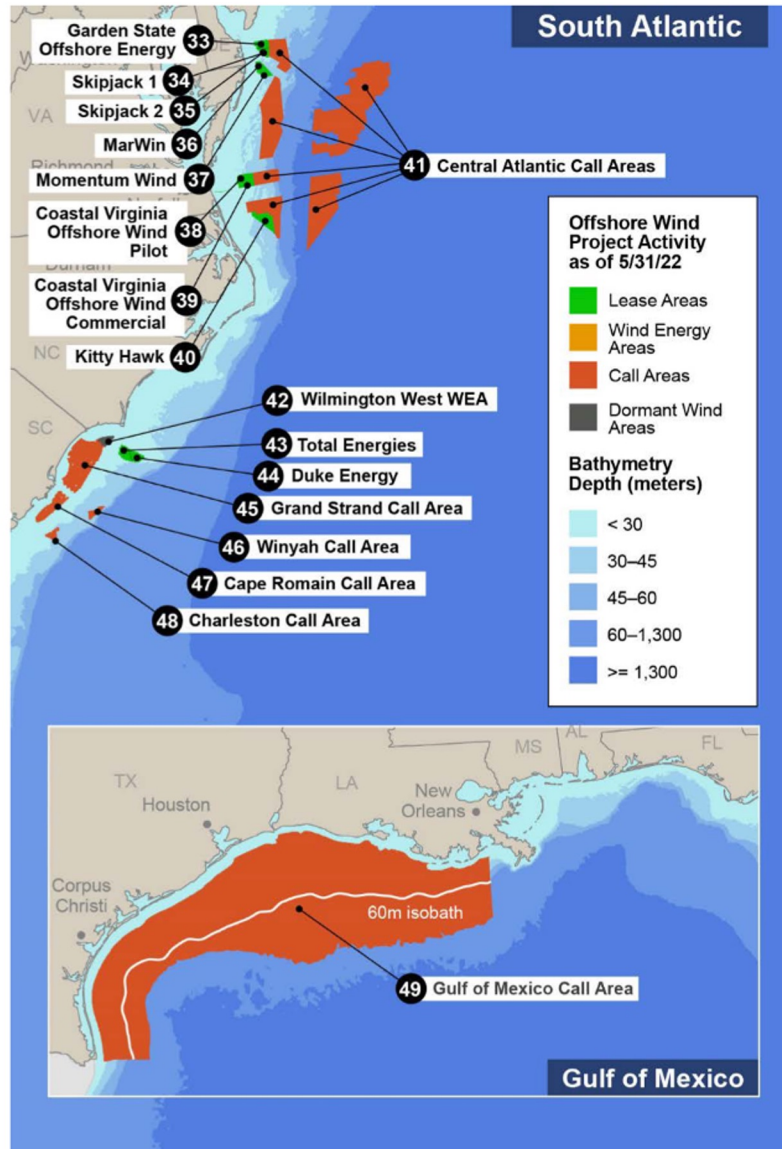 South Atlantic
Garden State
Offshore Energy
33
Skipjack 1
34
Skipjack 2
35
MarWin
36
Momentum Wind
37
Coastal Virginia
Offshore Wind
Pilot
38
Coastal Virginia
Offshore Wind
Commercial
39
Kitty Hawk
40
41
Central Atlantic Call Areas
VA
Richmond
Durham
NC
SC
42
Wilmington West WEA
43
Total Energies
44
Duke Energy
45
Grand Strand Call Area
46
Winyah Call Area
47
Cape Romain Call Area
48
Charleston Call Area
Offshore Wind
Project Activity
as of 5/31/22
Lease Areas
Wind Energy
Areas
Call Areas
Dormant Wind
Areas
Bathymetry
Depth (meters)
< 30
30–45
45–60
60–1,300
>= 1,300
TX
LA
MS
AL
FL
Houston
New
Orleans
Corpus
Christi
60m isobath
49
Gulf of Mexico Call Area
Gulf of Mexico